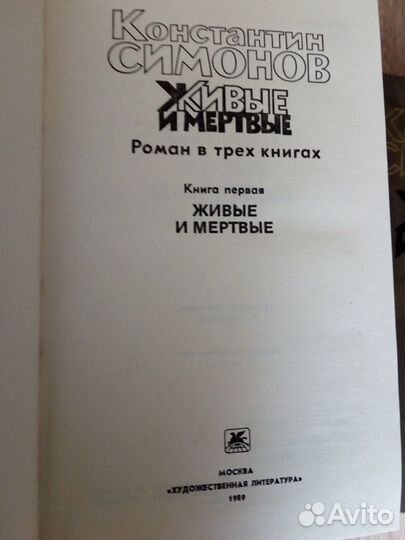 Константин
СИМОНОВ
ЖИВЫЕ
И МЕРТВЫЕ
Роман в трех книгах
Книга первая
ЖИВЫЕ
И МЕРТВЫЕ
МОСКВА
«ХУДОЖЕСТВЕННАЯ ЛИТЕРАТУРА»
1989
Avito